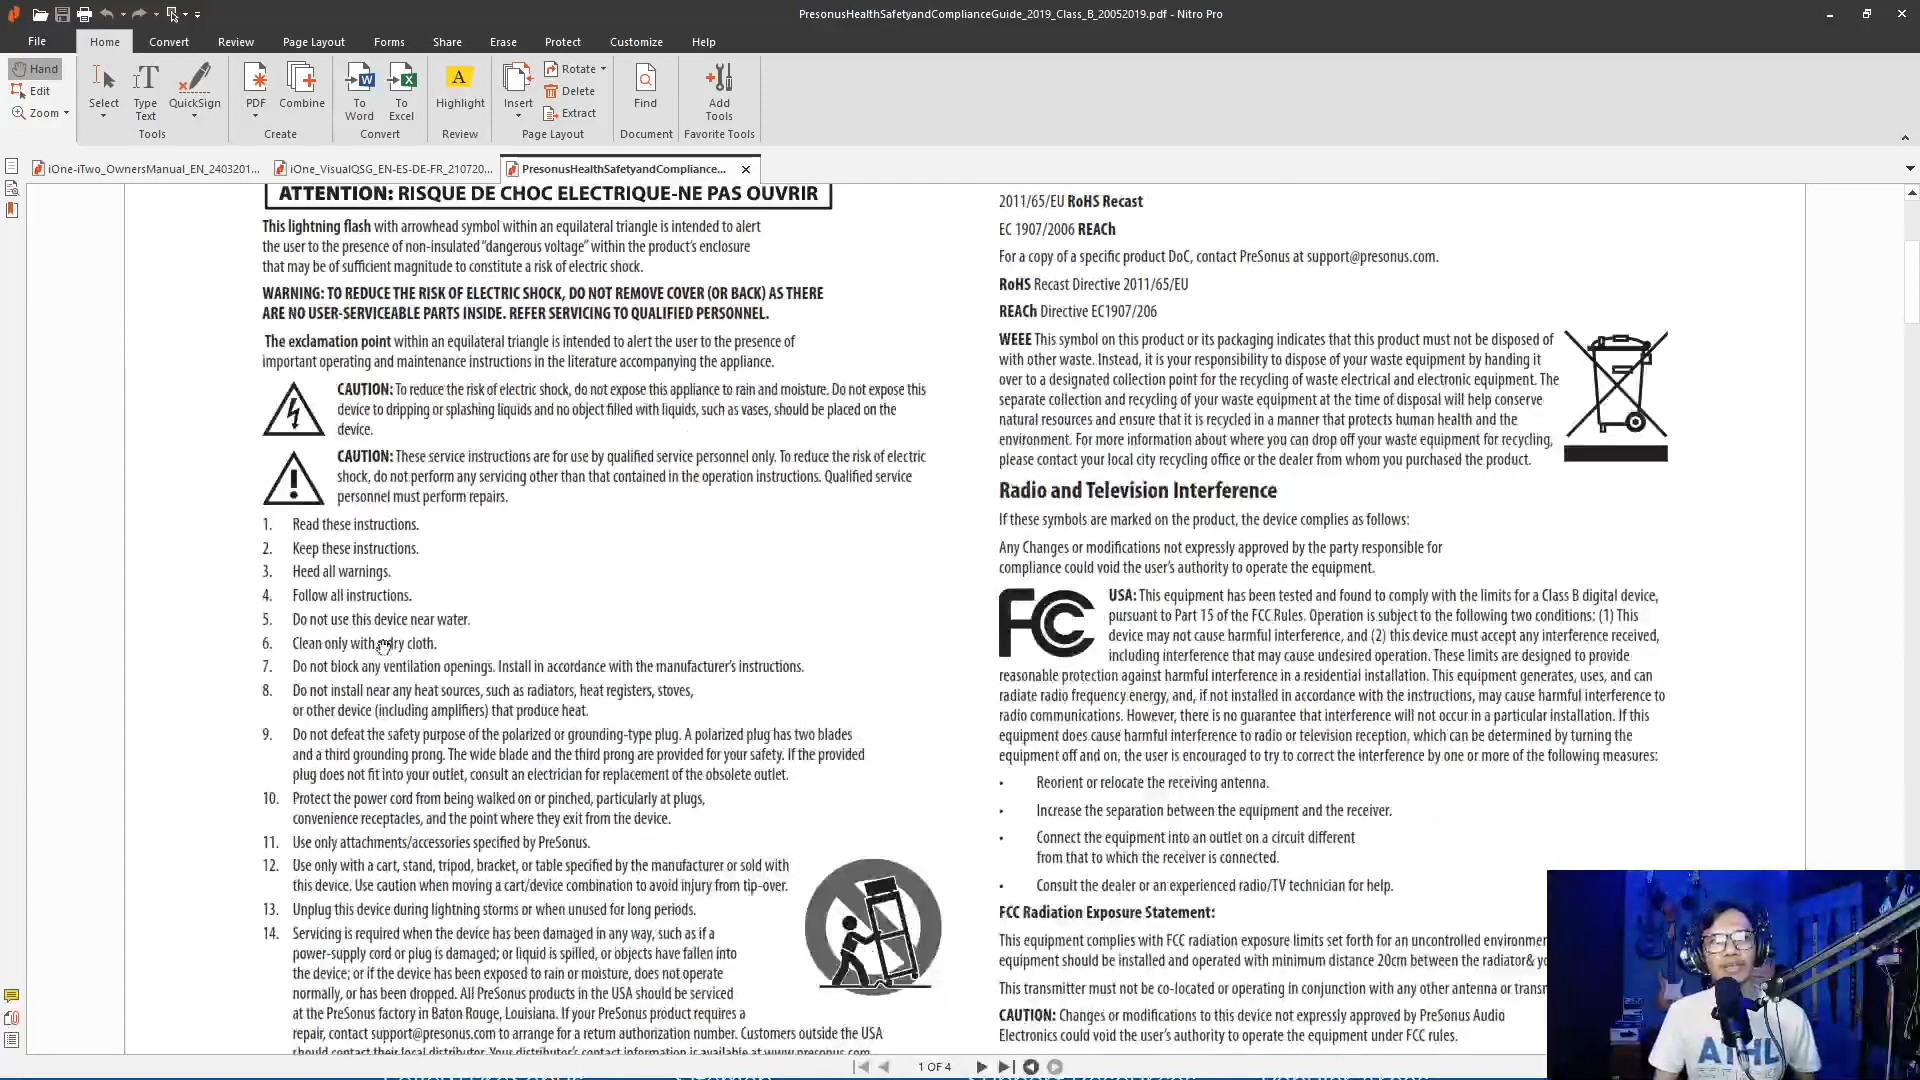 PresonusHealthSafetyandComplianceGuide_2019_Class_B_20052019.pdf - Nitro Pro
File
Home
Convert
Review
Page Layout
Forms
Share
Erase
Protect
Customize
Help
Hand
Edit
Zoom
Select
Type Text
QuickSign
Tools
PDF
Combine
Create
To Word
To Excel
Convert
Highlight
Review
Insert
Rotate
Delete
Extract
Page Layout
Find
Document
Add Tools
Favorite Tools
iOne-iTwo_OwnersManual_EN_2403201...
iOne_VisualQSG_EN-ES-DE-FR_210720...
PresonusHealthSafetyandCompliance...
ATTENTION: RISQUE DE CHOC ELECTRIQUE-NE PAS OUVRIR
This lightning flash with arrowhead symbol within an equilateral triangle is intended to alert
the user to the presence of non-insulated “dangerous voltage” within the product’s enclosure
that may be of sufficient magnitude to constitute a risk of electric shock.
WARNING: TO REDUCE THE RISK OF ELECTRIC SHOCK, DO NOT REMOVE COVER (OR BACK) AS THERE
ARE NO USER-SERVICEABLE PARTS INSIDE. REFER SERVICING TO QUALIFIED PERSONNEL.
The exclamation point within an equilateral triangle is intended to alert the user to the presence of
important operating and maintenance instructions in the literature accompanying the appliance.
CAUTION: To reduce the risk of electric shock, do not expose this appliance to rain and moisture. Do not expose this
device to dripping or splashing liquids and no object filled with liquids, such as vases, should be placed on the
device.
CAUTION: These service instructions are for use by qualified service personnel only. To reduce the risk of electric
shock, do not perform any servicing other than that contained in the operation instructions. Qualified service
personnel must perform repairs.
1. Read these instructions.
2. Keep these instructions.
3. Heed all warnings.
4. Follow all instructions.
5. Do not use this device near water.
6. Clean only with dry cloth.
7. Do not block any ventilation openings. Install in accordance with the manufacturer’s instructions.
8. Do not install near any heat sources, such as radiators, heat registers, stoves,
or other device (including amplifiers) that produce heat.
9. Do not defeat the safety purpose of the polarized or grounding-type plug. A polarized plug has two blades
and a third grounding prong. The wide blade and the third prong are provided for your safety. If the provided
plug does not fit into your outlet, consult an electrician for replacement of the obsolete outlet.
10. Protect the power cord from being walked on or pinched, particularly at plugs,
convenience receptacles, and the point where they exit from the device.
11. Use only attachments/accessories specified by PreSonus.
12. Use only with a cart, stand, tripod, bracket, or table specified by the manufacturer or sold with
this device. Use caution when moving a cart/device combination to avoid injury from tip-over.
13. Unplug this device during lightning storms or when unused for long periods.
14. Servicing is required when the device has been damaged in any way, such as if a
power-supply cord or plug is damaged; or liquid is spilled, or objects have fallen into
the device; or if the device has been exposed to rain or moisture, does not operate
normally, or has been dropped. All PreSonus products in the USA should be serviced
at the PreSonus factory in Baton Rouge, Louisiana. If your PreSonus product requires a
repair, contact support@presonus.com to arrange for a return authorization number. Customers outside the USA
should contact their local distributor. Your distributor’s contact information is available at www.presonus.com
2011/65/EU RoHS Recast
EC 1907/2006 REACh
For a copy of a specific product DoC, contact PreSonus at support@presonus.com.
RoHS Recast Directive 2011/65/EU
REACh Directive EC1907/206
WEEE This symbol on this product or its packaging indicates that this product must not be disposed of
with other waste. Instead, it is your responsibility to dispose of your waste equipment by handing it
over to a designated collection point for the recycling of waste electrical and electronic equipment. The
separate collection and recycling of your waste equipment at the time of disposal will help conserve
natural resources and ensure that it is recycled in a manner that protects human health and the
environment. For more information about where you can drop off your waste equipment for recycling,
please contact your local city recycling office or the dealer from whom you purchased the product.
Radio and Television Interference
If these symbols are marked on the product, the device complies as follows:
Any Changes or modifications not expressly approved by the party responsible for
compliance could void the user’s authority to operate the equipment.
FC
USA: This equipment has been tested and found to comply with the limits for a Class B digital device,
pursuant to Part 15 of the FCC Rules. Operation is subject to the following two conditions: (1) This
device may not cause harmful interference, and (2) this device must accept any interference received,
including interference that may cause undesired operation. These limits are designed to provide
reasonable protection against harmful interference in a residential installation. This equipment generates, uses, and can
radiate radio frequency energy, and, if not installed in accordance with the instructions, may cause harmful interference to
radio communications. However, there is no guarantee that interference will not occur in a particular installation. If this
equipment does cause harmful interference to radio or television reception, which can be determined by turning the
equipment off and on, the user is encouraged to try to correct the interference by one or more of the following measures:
• Reorient or relocate the receiving antenna.
• Increase the separation between the equipment and the receiver.
• Connect the equipment into an outlet on a circuit different
from that to which the receiver is connected.
• Consult the dealer or an experienced radio/TV technician for help.
FCC Radiation Exposure Statement:
This equipment complies with FCC radiation exposure limits set forth for an uncontrolled environmen
equipment should be installed and operated with minimum distance 20cm between the radiator& yo
This transmitter must not be co-located or operating in conjunction with any other antenna or transm
CAUTION: Changes or modifications to this device not expressly approved by PreSonus Audio
Electronics could void the user’s authority to operate the equipment under FCC rules.
1 OF 4
ATHL